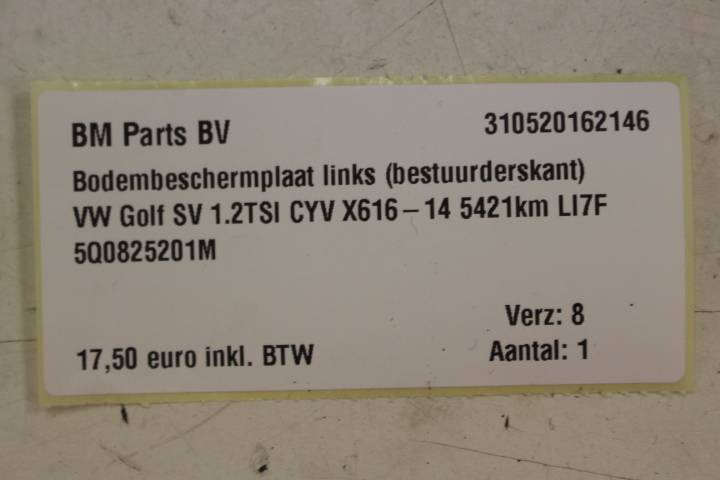 BM Parts BV 310520162146
Bodembeschermplaat links (bestuurderskant)
VW Golf SV 1.2TSI CYV X616-14 5421km LI7F
5Q0825201M
Verz: 8
17,50 euro inkl. BTW Aantal: 1